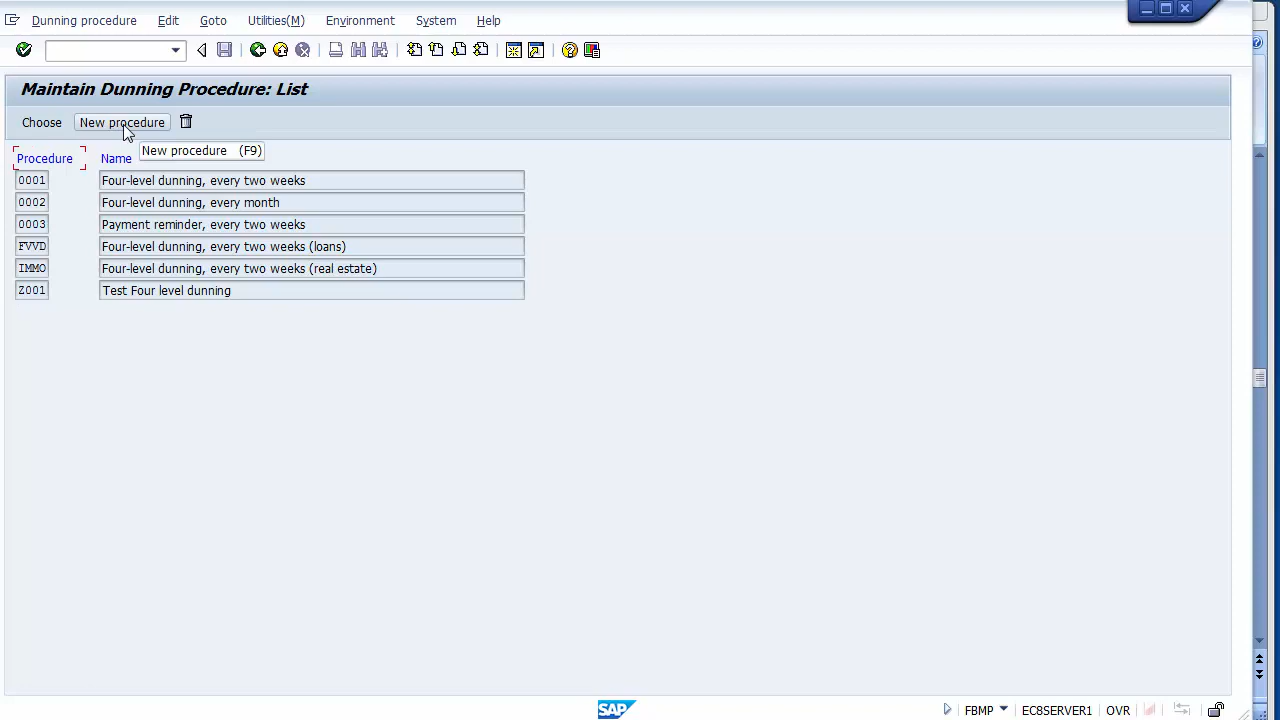 Dunning procedure Edit Goto Utilities(M) Environment System Help
Maintain Dunning Procedure: List
Choose New procedure
New procedure (F9)
Procedure Name
0001 Four-level dunning, every two weeks
0002 Four-level dunning, every month
0003 Payment reminder, every two weeks
FVVD Four-level dunning, every two weeks (loans)
IMMO Four-level dunning, every two weeks (real estate)
Z001 Test Four level dunning
SAP FBMP ECSERVER1 OVR